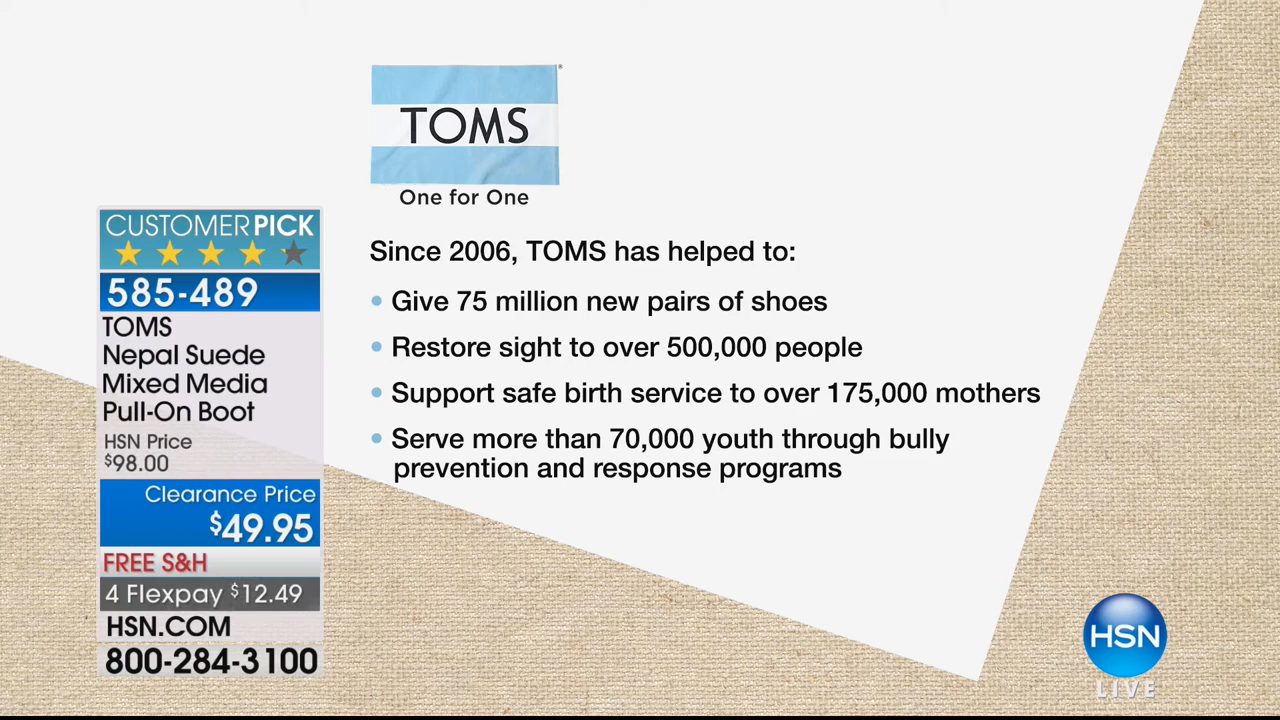 TOMS
One for One
Since 2006, TOMS has helped to:
• Give 75 million new pairs of shoes
• Restore sight to over 500,000 people
• Support safe birth service to over 175,000 mothers
• Serve more than 70,000 youth through bully
prevention and response programs
CUSTOMER PICK
585-489
TOMS
Nepal Suede
Mixed Media
Pull-On Boot
HSN Price
$98.00
Clearance Price
$49.95
FREE S&H
4 Flexpay $12.49
HSN.COM
800-284-3100
HSN
LIVE